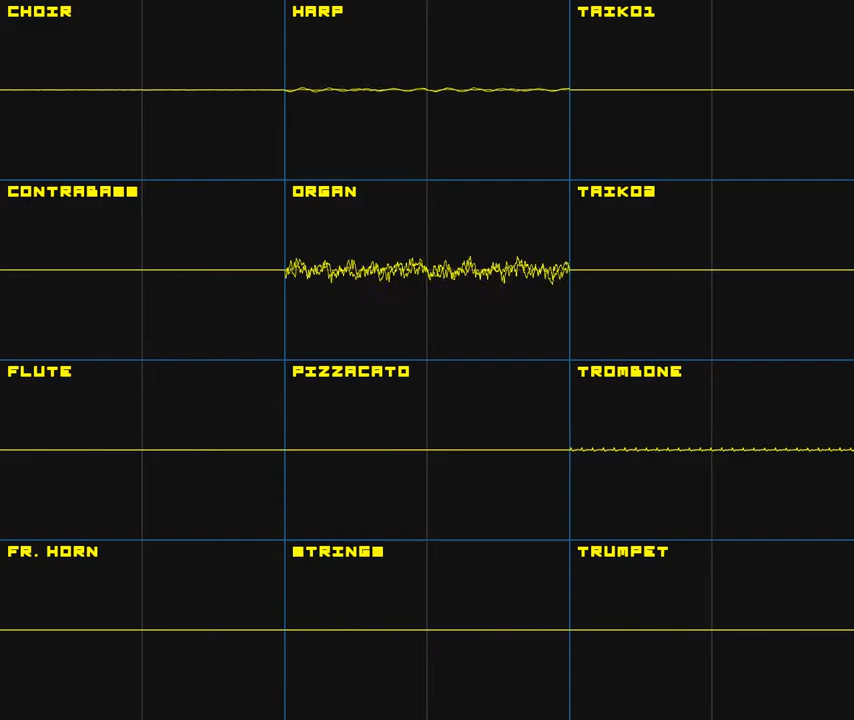 CHOIR
HARP
TAIKO1
CONTRABASS
ORGAN
TAIKO2
FLUTE
PIZZACATO
TROMBONE
FR. HORN
STRINGS
TRUMPET